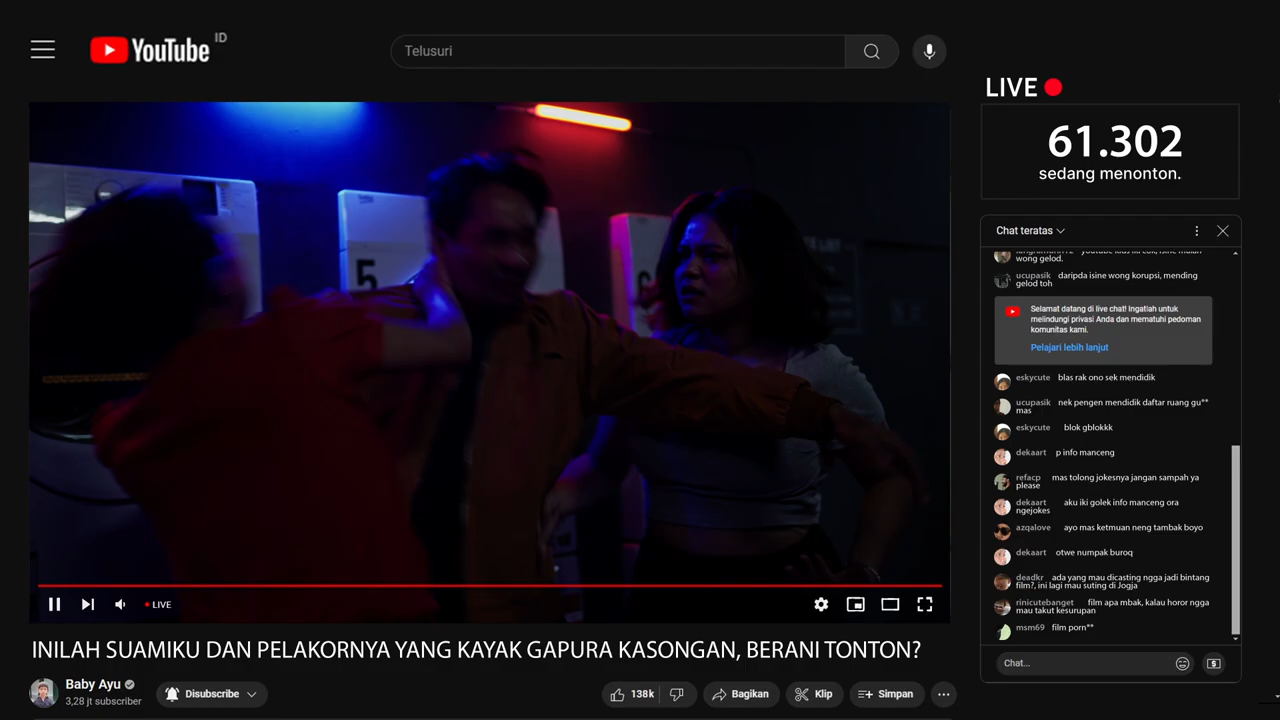 YouTube ID
Telusuri
LIVE
61.302
sedang menonton.
Chat teratas
wong gelod.
ucupasik daripda isine wong korupsi, mending
gelod toh
Selamat datang di live chat! Ingatlah untuk
melindungi privasi Anda dan mematuhi pedoman
komunitas kami.
Pelajari lebih lanjut
eskycute blas rak ono sek mendidik
ucupasik nek pengen mendidik daftar ruang gu**
mas
eskycute blok gblokkk
dekaart p info manceng
refacp mas tolong jokesnya jangan sampah ya
please
dekaart aku iki golek info manceng ora
ngejokes
azqalove ayo mas ketmuan neng tambak boyo
dekaart otwe numpak buroq
deadkr ada yang mau dicasting ngga jadi bintang
film?, ini lagi mau suting di Jogja
rinicutebanget film apa mbak, kalau horor ngga
mau takut kesurupan
msm69 film porn**
Chat...
5
6
LIVE
INILAH SUAMIKU DAN PELAKORNYA YANG KAYAK GAPURA KASONGAN, BERANI TONTON?
Baby Ayu
3,28 jt subscriber
Disubscribe
138k
Bagikan
Klip
Simpan